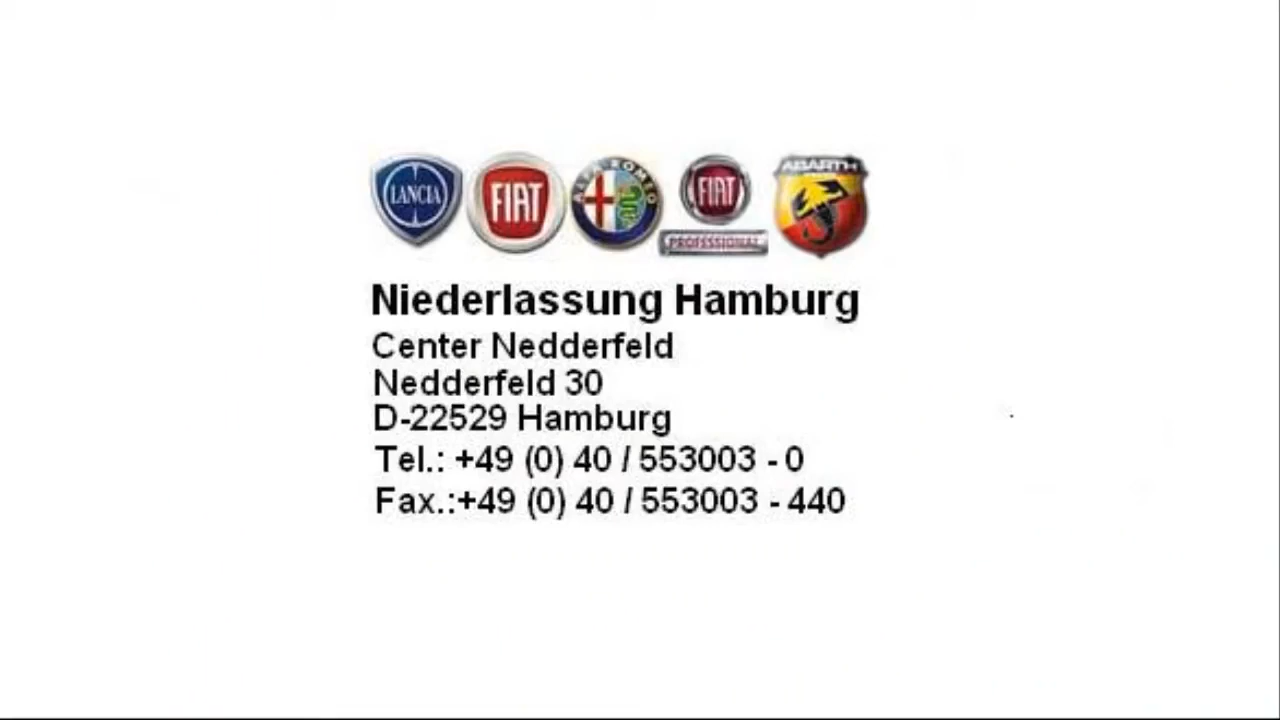 LANCIA FIAT ALFA ROMEO FIAT ABARTH
PROFESSIONAL
Niederlassung Hamburg
Center Nedderfeld
Nedderfeld 30
D-22529 Hamburg
Tel.: +49 (0) 40 / 553003 - 0
Fax.:+49 (0) 40 / 553003 - 440